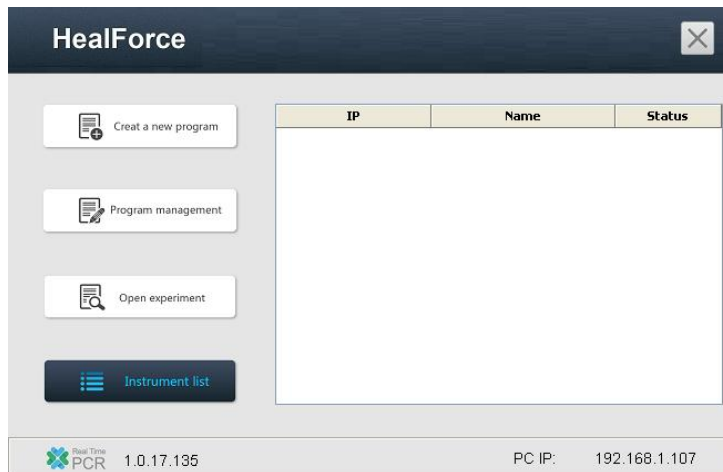 HealForce
Creat a new program
Program management
Open experiment
Instrument list
IP Name Status
Real Time
PCR 1.0.17.135
PC IP: 192.168.1.107